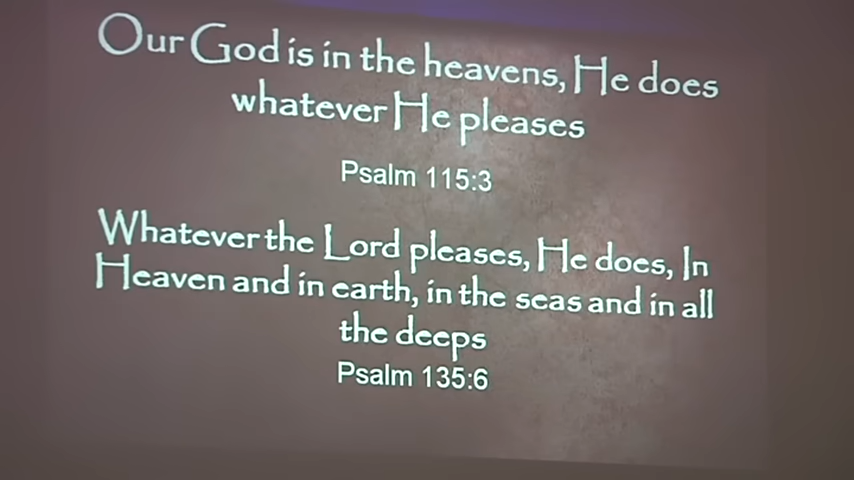 Our God is in the heavens, He does
whatever He pleases
Psalm 115:3
Whatever the Lord pleases, He does, In
Heaven and in earth, in the seas and in all
the deeps
Psalm 135:6